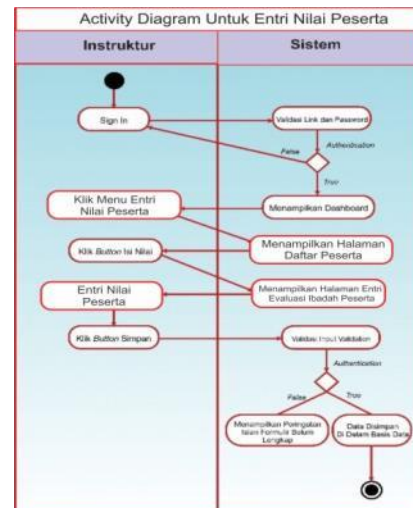 Activity Diagram Untuk Entri Nilai Peserta
Instruktur
Sistem
Sign In
Validasi Link dan Password
Authentication
False
True
Klik Menu Entri
Nilai Peserta
Menampilkan Dashboard
Menampilkan Halaman
Daftar Peserta
Klik Button Isi Nilai
Entri Nilai
Peserta
Menampilkan Halaman Entri
Evaluasi Ibadah Peserta
Klik Button Simpan
Validasi Input Validation
Authentication
False
True
Menampilkan Peringatan
Isian Formulir Belum
Lengkap
Data Disimpan
Di Dalam Basis Data